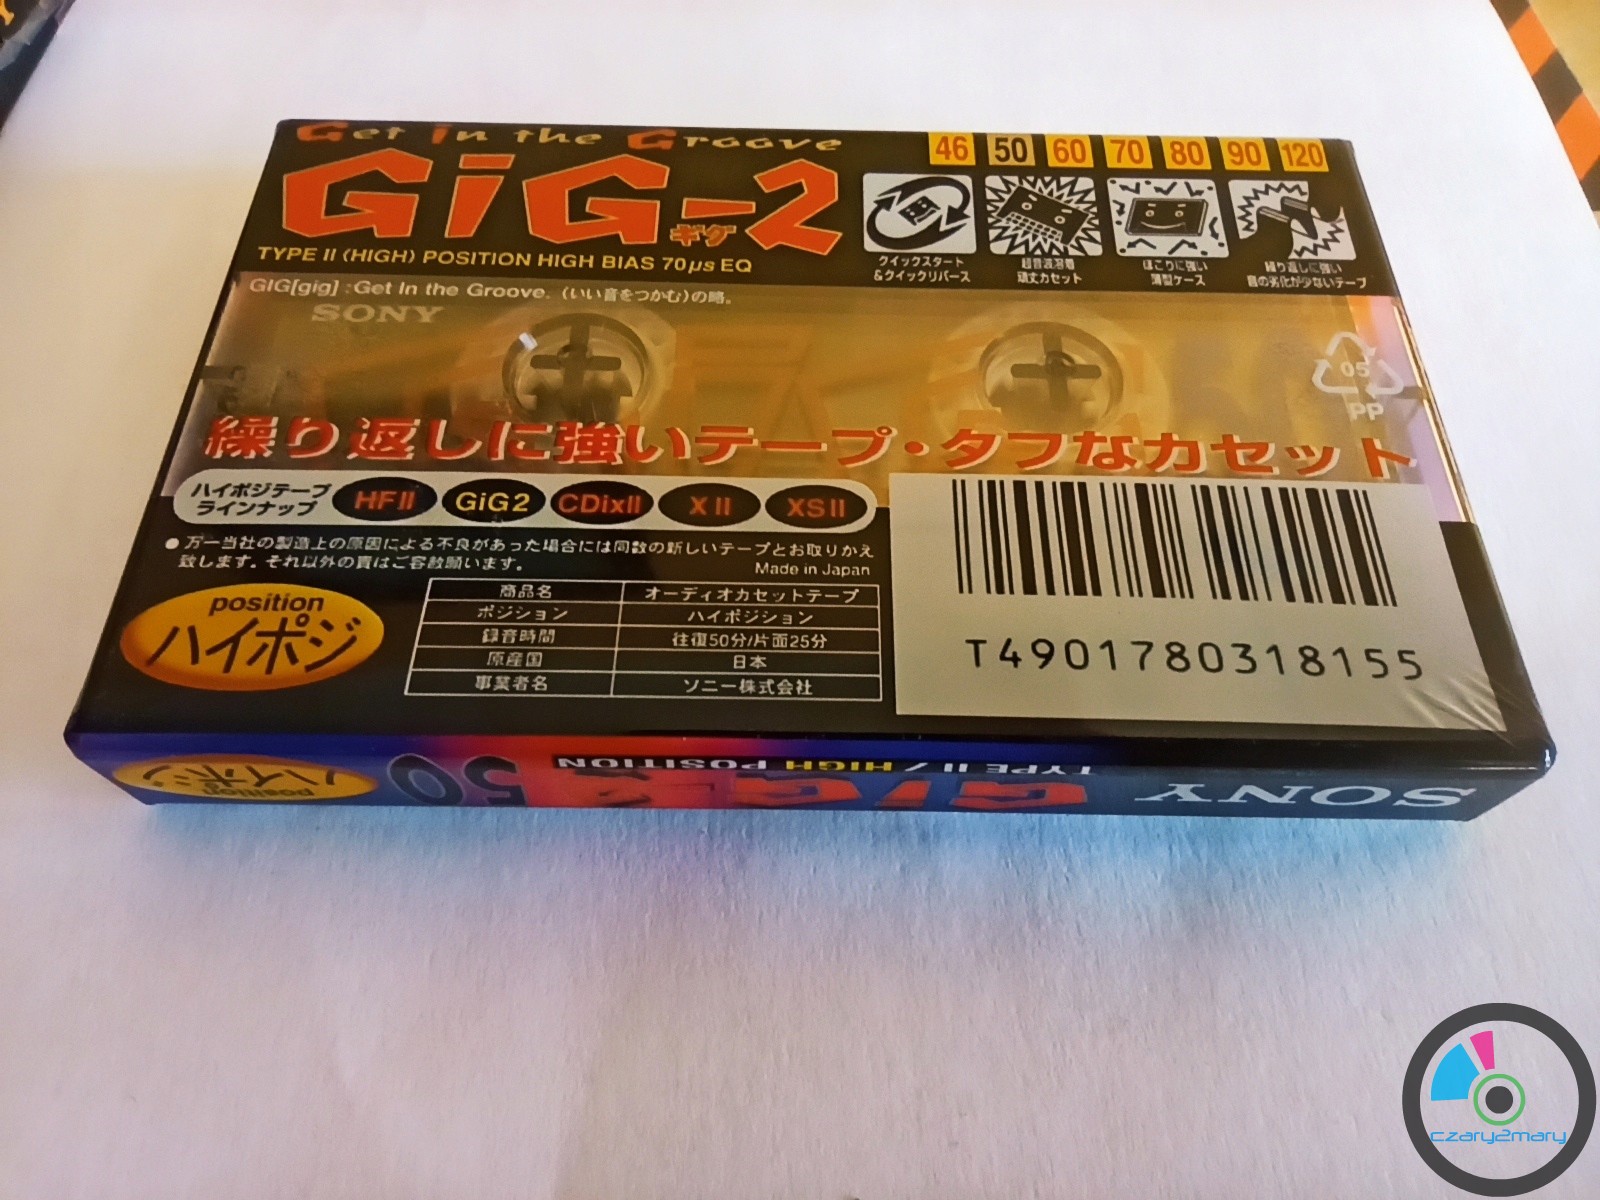 Get in the Groove
GiG-2
ギグ
46 50 60 70 80 90 120
TYPE II (HIGH) POSITION HIGH BIAS 70μs EQ
クイックスタート
&クイックリバース
超音波溶着
頑丈カセット
ほこりに強い
薄型ケース
繰り返しに強い
音の劣化が少ないテープ
GIG[gig] :Get In the Groove. (いい音をつかむ)の略。
SONY
05
PP
繰り返しに強いテープ・タフなカセット
ハイポジテープ
ラインナップ
HFII GiG2 CDixII XII XSII
●万一当社の製造上の原因による不良があった場合には同数の新しいテープとお取りかえ
致します。それ以外の責はご容赦願います。
Made in Japan
position
ハイポジ
商品名 オーディオカセットテープ
ポジション ハイポジション
録音時間 往復50分/片面25分
原産国 日本
事業者名 ソニー株式会社
T4901780318155
SONY
GiG-2
TYPE II / HIGH POSITION
50
position
ハイポジ
czary2mary